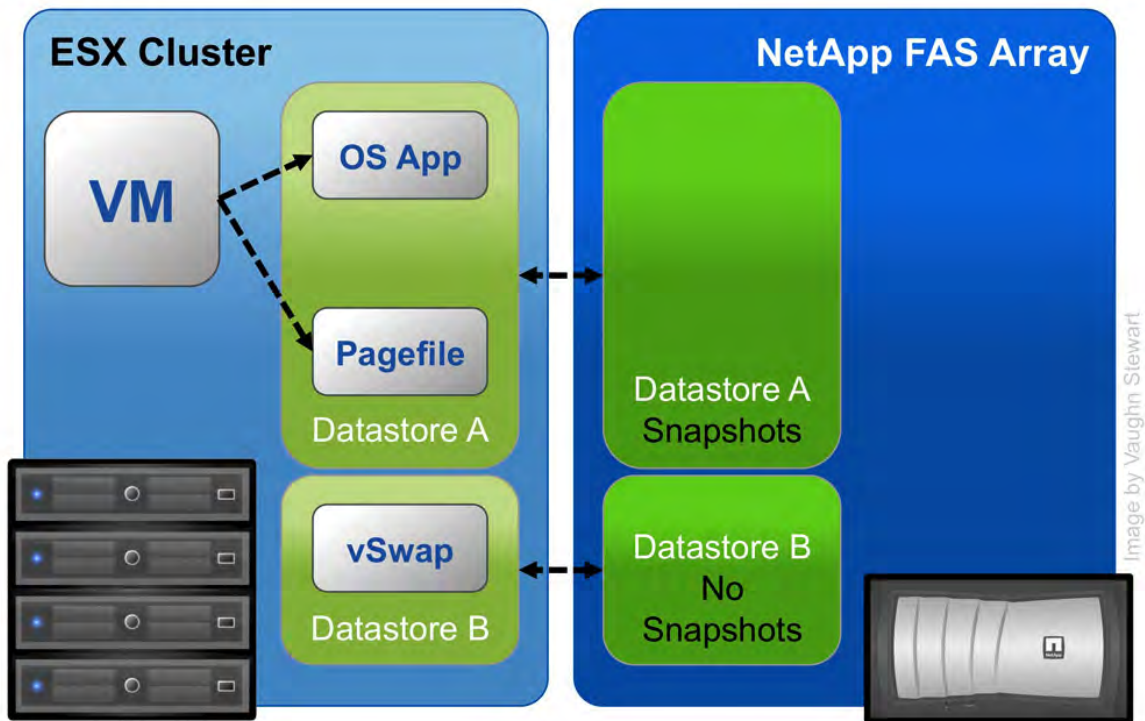 ESX Cluster
NetApp FAS Array
VM
OS App
Pagefile
Datastore A
Datastore A
Snapshots
vSwap
Datastore B
Datastore B
No
Snapshots
NetApp
Image by Vaughn Stewart